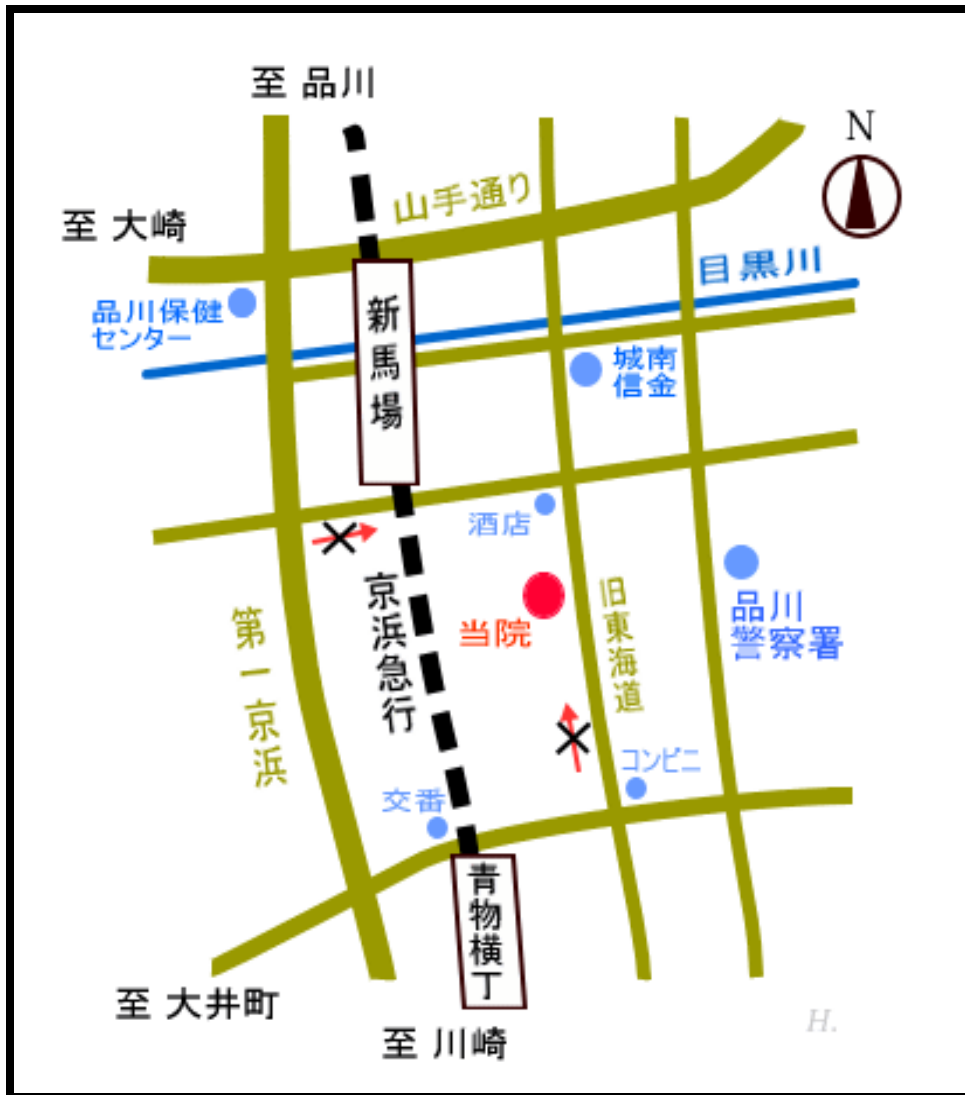 至 品川
N
山手通り
至 大崎
目黒川
品川保健
センター
新馬場
城南
信金
酒店
京浜急行
旧東海道
品川
警察署
第一京浜
当院
コンビニ
交番
青物横丁
至 大井町
至 川崎
H.